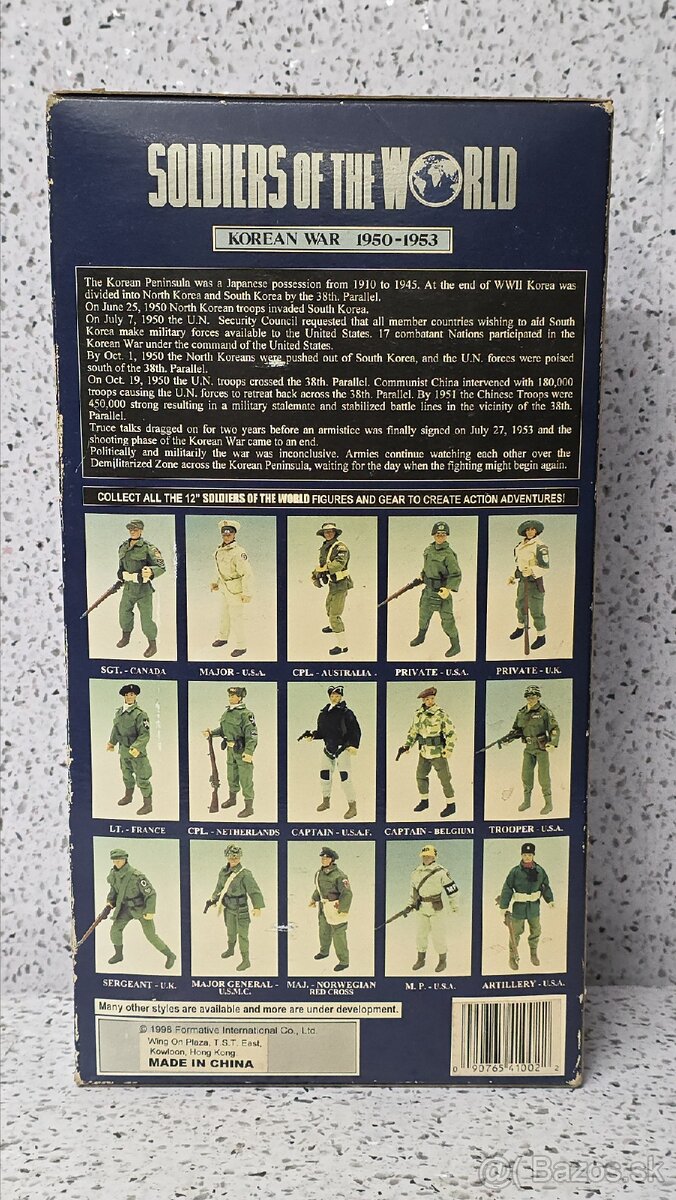 SOLDIERS OF THE WORLD
KOREAN WAR 1950-1953
The Korean Peninsula was a Japanese possession from 1910 to 1945. At the end of WWII Korea was
divided into North Korea and South Korea by the 38th. Parallel.
On June 25, 1950 North Korean troops invaded South Korea.
On July 7, 1950 the U.N. Security Council requested that all member countries wishing to aid South
Korea make military forces available to the United States. 17 combatant Nations participated in the
Korean War under the command of the United States.
By Oct. 1, 1950 the North Koreans were pushed out of South Korea, and the U.N. forces were poised
south of the 38th. Parallel.
On Oct. 19, 1950 the U.N. troops crossed the 38th. Parallel. Communist China intervened with 180,000
troops causing the U.N. forces to retreat back across the 38th. Parallel. By 1951 the Chinese Troops were
450,000 strong resulting in a military stalemate and stabilized battle lines in the vicinity of the 38th.
Parallel.
Truce talks dragged on for two years before an armistice was finally signed on July 27, 1953 and the
shooting phase of the Korean War came to an end.
Politically and militarily the war was inconclusive. Armies continue watching each other over the
Demilitarized Zone across the Korean Peninsula, waiting for the day when the fighting might begin again.
COLLECT ALL THE 12" SOLDIERS OF THE WORLD FIGURES AND GEAR TO CREATE ACTION ADVENTURES!
SGT. - CANADA
MAJOR - U.S.A.
CPL. - AUSTRALIA -
PRIVATE - U.S.A.
PRIVATE - U.K.
LT. - FRANCE
CPL. - NETHERLANDS
CAPTAIN - U.S.A.F.
CAPTAIN - BELGIUM
TROOPER - U.S.A.
SERGEANT - U.K.
MAJOR GENERAL -
U.S.M.C.
MAJ. - NORWEGIAN
RED CROSS
M. P. - U.S.A.
ARTILLERY - U.S.A.
Many other styles are available and more are under development.
© 1998 Formative International Co., Ltd.
Wing On Plaza, T.S.T. East,
Kowloon, Hong Kong.
MADE IN CHINA
0 90765 41002 2
@(Bazos.sk